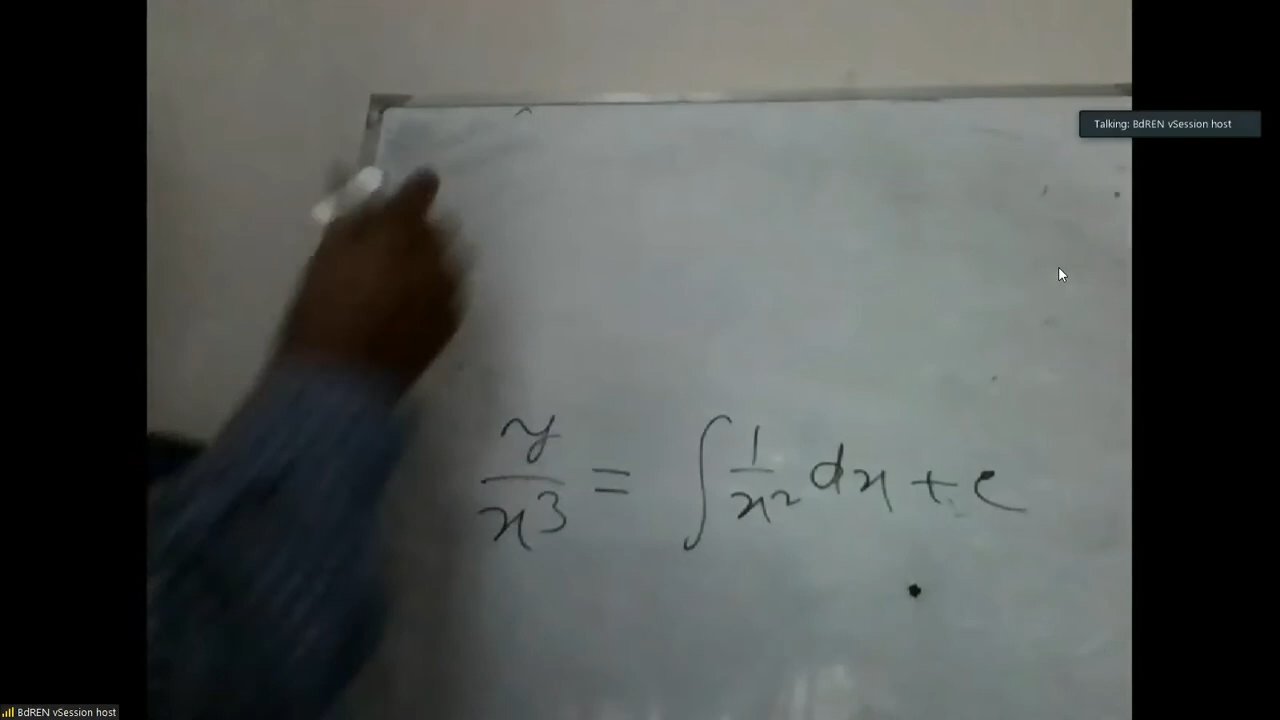 Talking: BdREN vSession host
y/x³ = ∫ 1/x² dx + c
BdREN vSession host